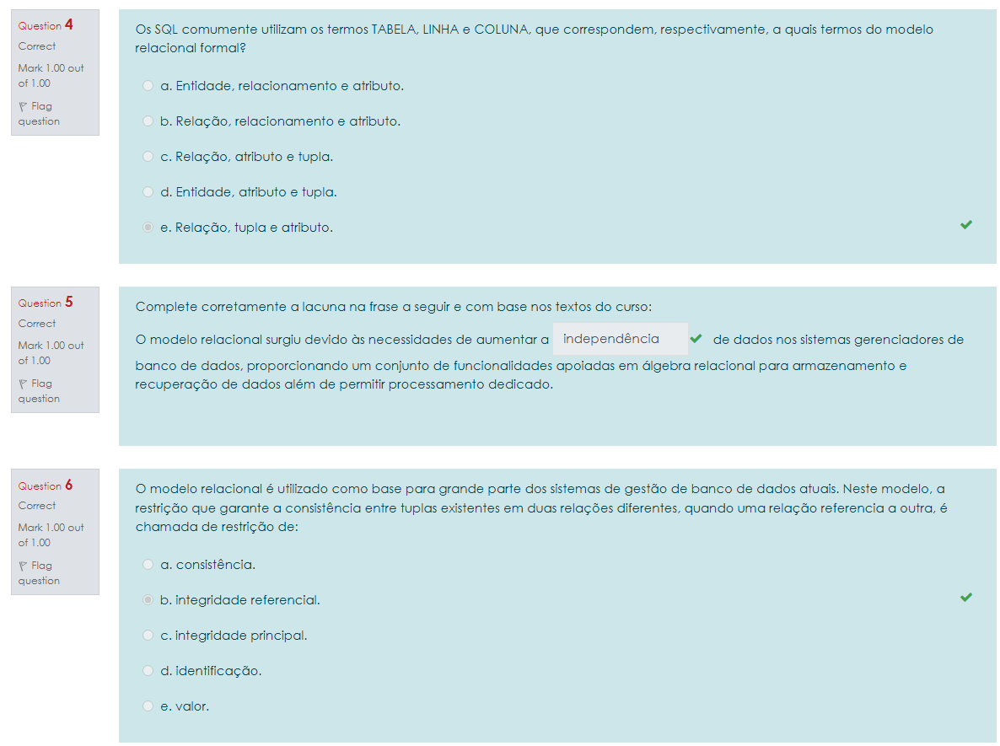 Question 4
Correct
Mark 1.00 out
of 1.00
Flag
question
Os SQL comumente utilizam os termos TABELA, LINHA e COLUNA, que correspondem, respectivamente, a quais termos do modelo
relacional formal?
a. Entidade, relacionamento e atributo.
b. Relação, relacionamento e atributo.
c. Relação, atributo e tupla.
d. Entidade, atributo e tupla.
e. Relação, tupla e atributo.
Question 5
Correct
Mark 1.00 out
of 1.00
Flag
question
Complete corretamente a lacuna na frase a seguir e com base nos textos do curso:
O modelo relacional surgiu devido às necessidades de aumentar a independência de dados nos sistemas gerenciadores de
banco de dados, proporcionando um conjunto de funcionalidades apoiadas em álgebra relacional para armazenamento e
recuperação de dados além de permitir processamento dedicado.
Question 6
Correct
Mark 1.00 out
of 1.00
Flag
question
O modelo relacional é utilizado como base para grande parte dos sistemas de gestão de banco de dados atuais. Neste modelo, a
restrição que garante a consistência entre tuplas existentes em duas relações diferentes, quando uma relação referencia a outra, é
chamada de restrição de:
a. consistência.
b. integridade referencial.
c. integridade principal.
d. identificação.
e. valor.